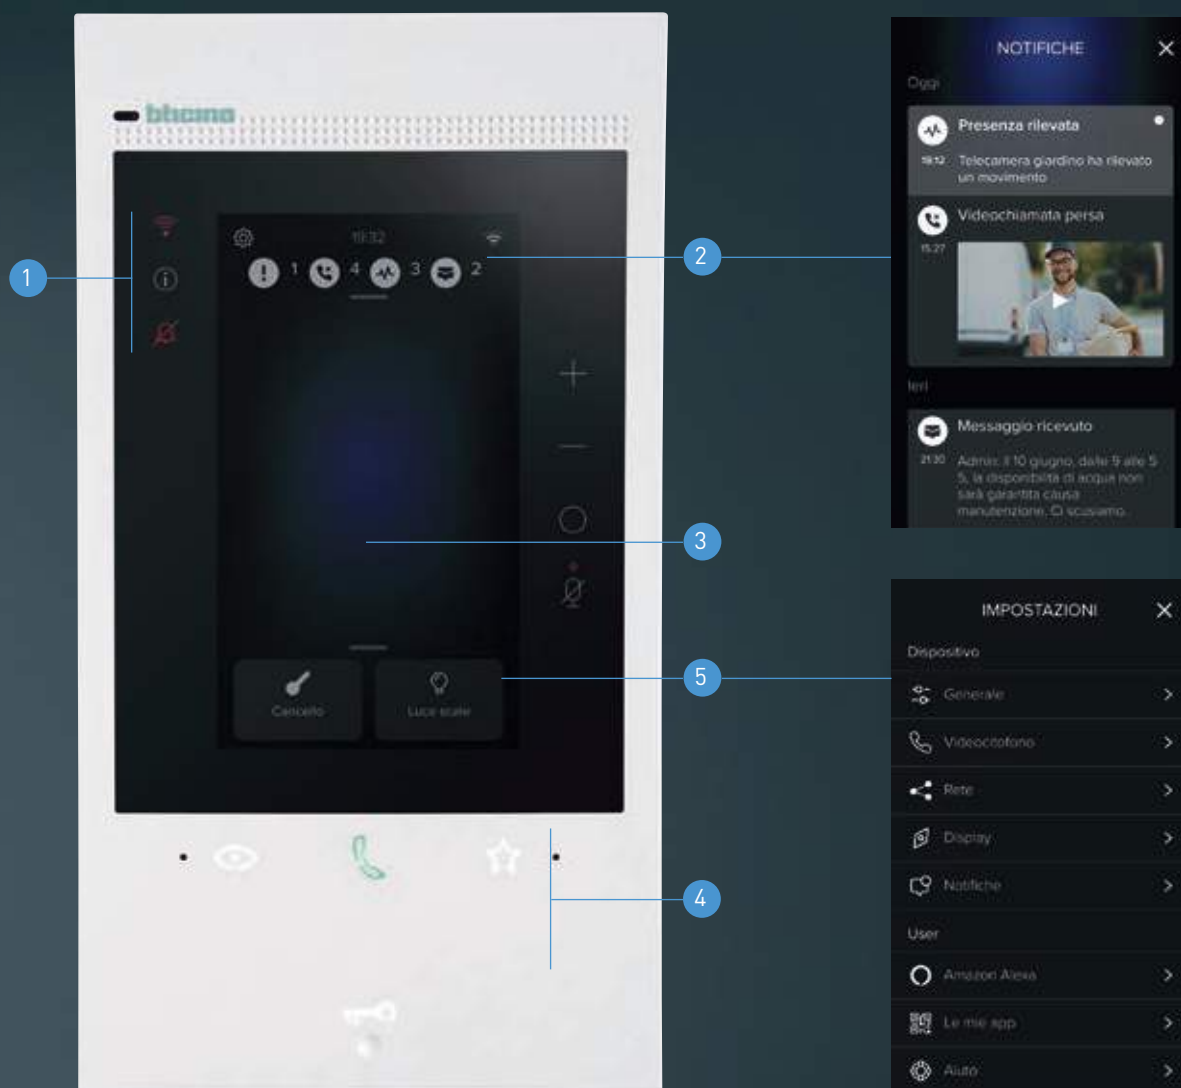 bticino
19:32
1
4
3
2
Cancello
Luce scale
1
2
3
5
4
NOTIFICHE
Oggi
Presenza rilevata
19:12
Telecamera giardino ha rilevato
un movimento
Videochiamata persa
15:27
Ieri
Messaggio ricevuto
21:30
Admin: il 10 giugno, dalle 9 alle 5
5, la disponibilità di acqua non
sarà garantita causa
manutenzione. Ci scusiamo.
IMPOSTAZIONI
Dispositivo
Generale
Videocitofono
Rete
Display
Notifiche
User
Amazon Alexa
Le mie app
Aiuto